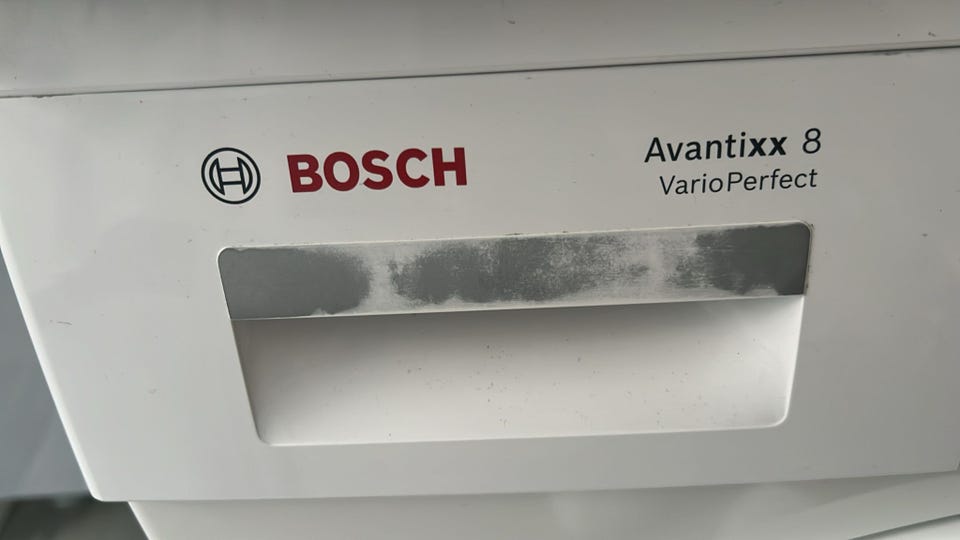 BOSCH
Avantixx 8
VarioPerfect